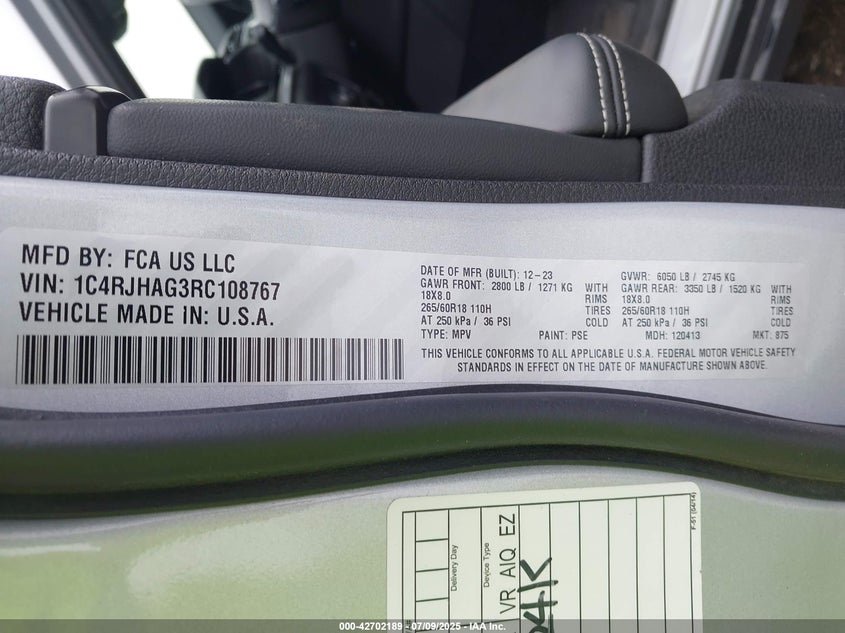 MFD BY: FCA US LLC
VIN: 1C4RJHAG3RC108767
VEHICLE MADE IN: U.S.A.
DATE OF MFR (BUILT): 12-23 GVWR: 6050 LB / 2745 KG
GAWR FRONT: 2800 LB / 1271 KG WITH GAWR REAR: 3350 LB / 1520 KG WITH
18X8.0 RIMS 18X8.0 RIMS
265/60R18 110H TIRES 265/60R18 110H TIRES
AT 250 kPa / 36 PSI COLD AT 250 kPa / 36 PSI COLD
TYPE: MPV PAINT: PSE MDH: 120413 MKT: 875
THIS VEHICLE CONFORMS TO ALL APPLICABLE U.S.A. FEDERAL MOTOR VEHICLE SAFETY
STANDARDS IN EFFECT ON THE DATE OF MANUFACTURE SHOWN ABOVE.
Delivery Day
Device Type
VR AIQ EZ
F-51 (04/14)
000-42702189 - 07/09/2025 - IAA Inc.